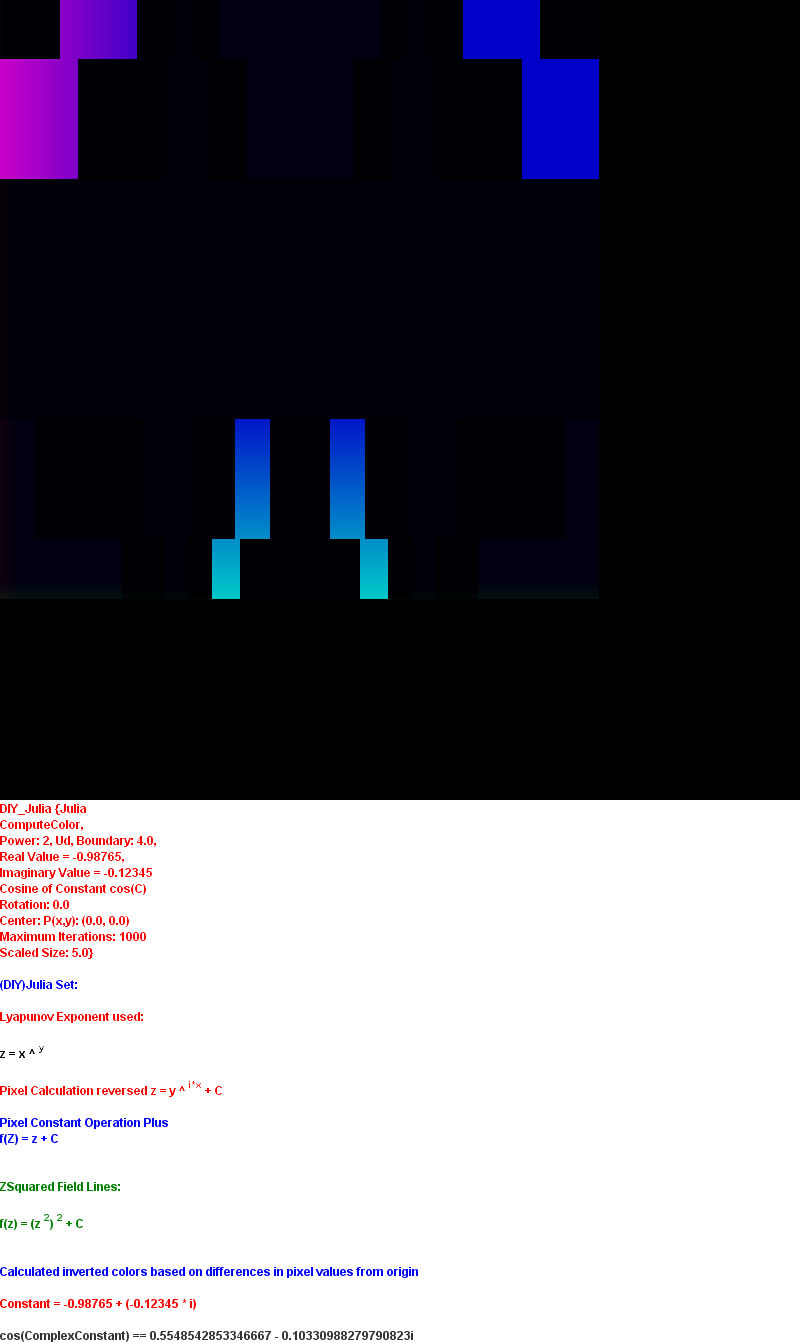 DIY_Julia {Julia
ComputeColor,
Power: 2, Ud, Boundary: 4.0,
Real Value = -0.98765,
Imaginary Value = -0.12345
Cosine of Constant cos(C)
Rotation: 0.0
Center: P(x,y): (0.0, 0.0)
Maximum Iterations: 1000
Scaled Size: 5.0}
(DIY)Julia Set:
Lyapunov Exponent used:
z = x ^ y
Pixel Calculation reversed z = y ^ i*x + C
Pixel Constant Operation Plus
f(Z) = z + C
ZSquared Field Lines:
f(z) = (z 2) 2 + C
Calculated inverted colors based on differences in pixel values from origin
Constant = -0.98765 + (-0.12345 * i)
cos(ComplexConstant) == 0.5548542853346667 - 0.10330988279790823i